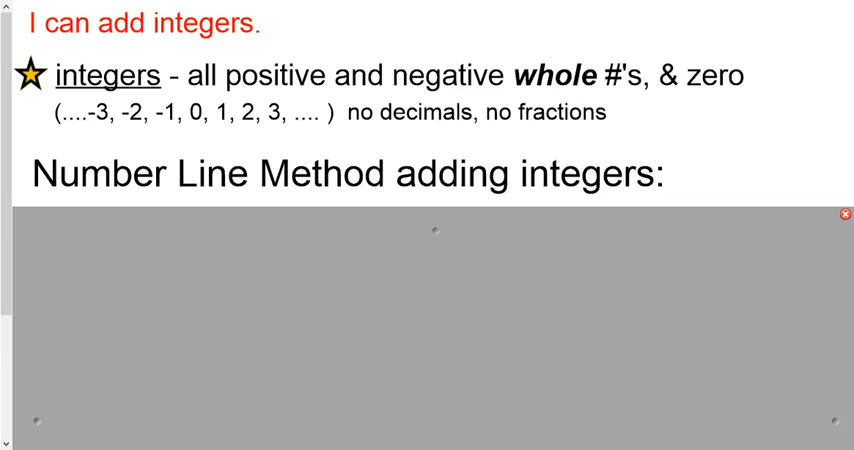 I can add integers.
integers - all positive and negative whole #'s, & zero
(....-3, -2, -1, 0, 1, 2, 3, .... ) no decimals, no fractions
Number Line Method adding integers: